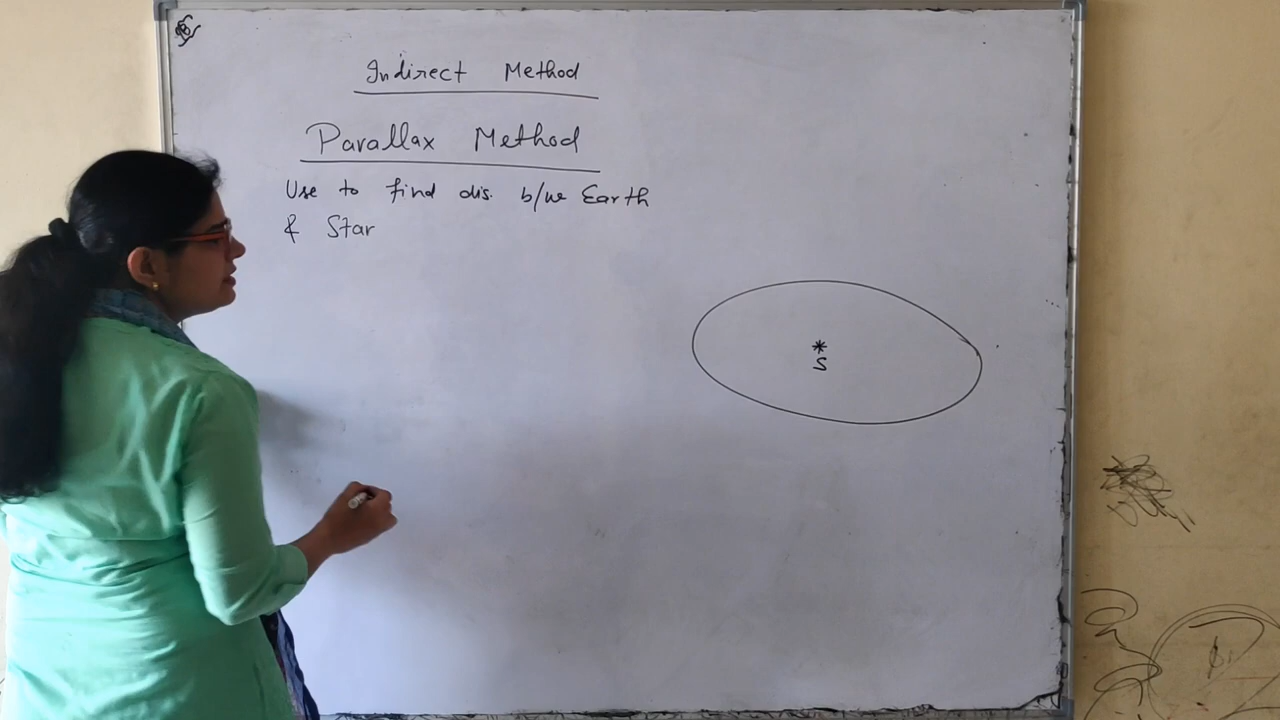 Indirect Method
Parallax Method
Use to find dis. b/w Earth
& Star
*
S